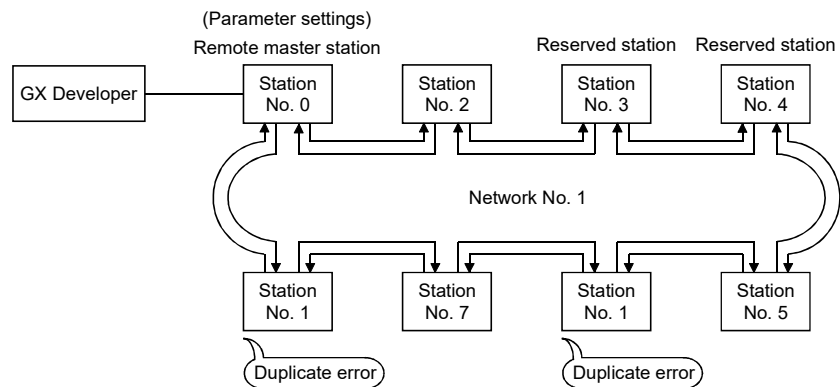 (Parameter settings)
Remote master station
Reserved station
Reserved station
GX Developer
Station
No. 0
Station
No. 2
Station
No. 3
Station
No. 4
Network No. 1
Station
No. 1
Station
No. 7
Station
No. 1
Station
No. 5
Duplicate error
Duplicate error